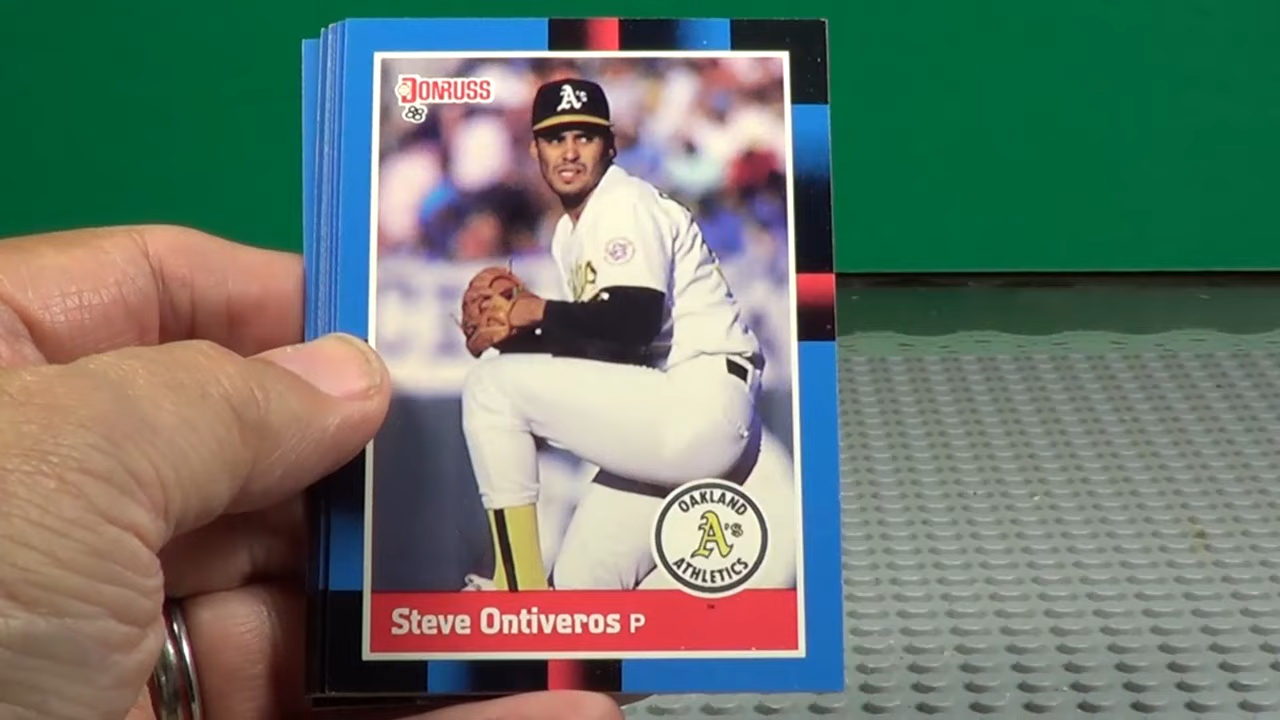 DONRUSS
88
A's
OAKLAND
A's
ATHLETICS
Steve Ontiveros P